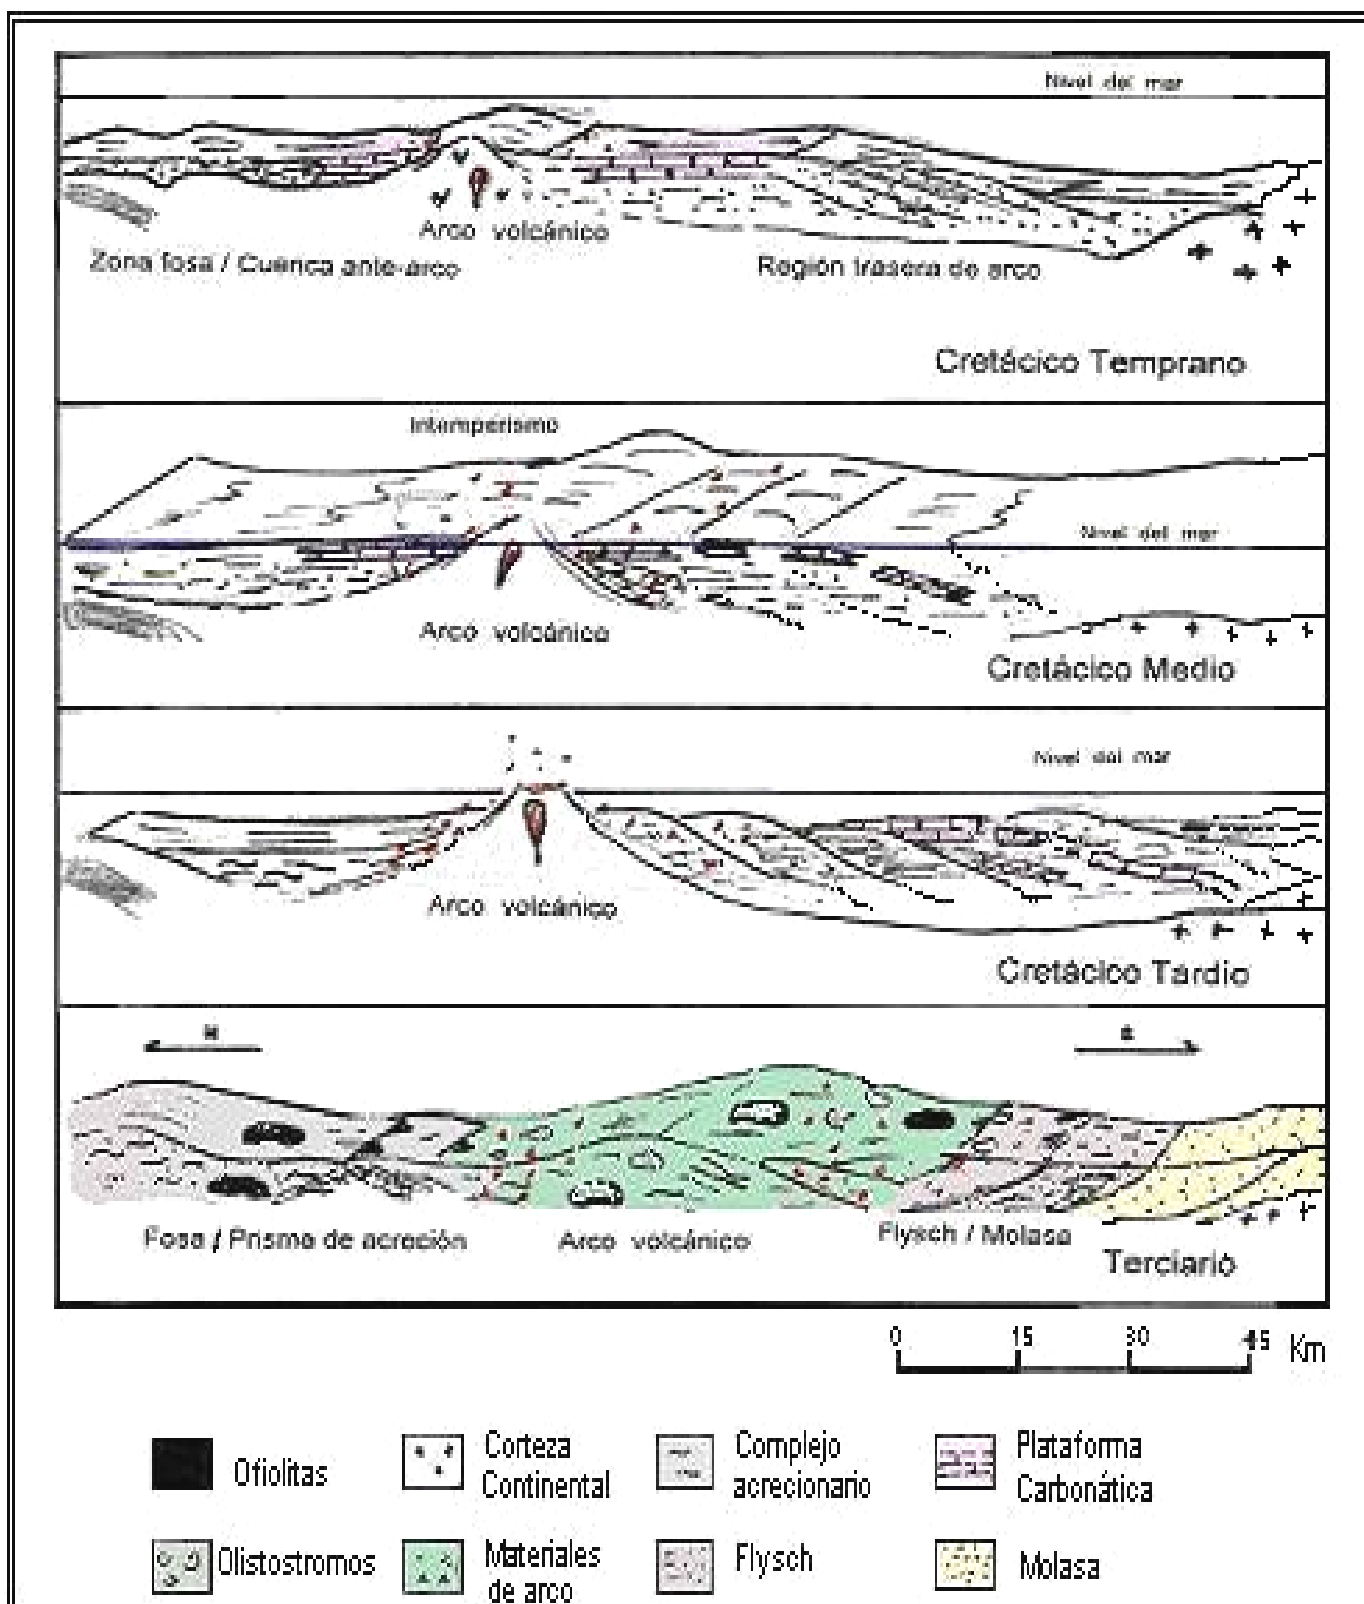 Nivel del mar
Arco volcánico
Zona fosa / Cuenca ante-arco
Región trasera de arco
Cretácico Temprano
Intemperismo
Nivel del mar
Arco volcánico
Cretácico Medio
Nivel del mar
Arco volcánico
Cretácico Tardio
Fosa / Prisma de acreción
Arco volcánico
Flysch / Molasa
Terciario
0 15 30 45 Km
Ofiolitas
Corteza
Continental
Complejo
acrecionario
Plataforma
Carbonática
Olistostromos
Materiales
de arco
Flysch
Molasa